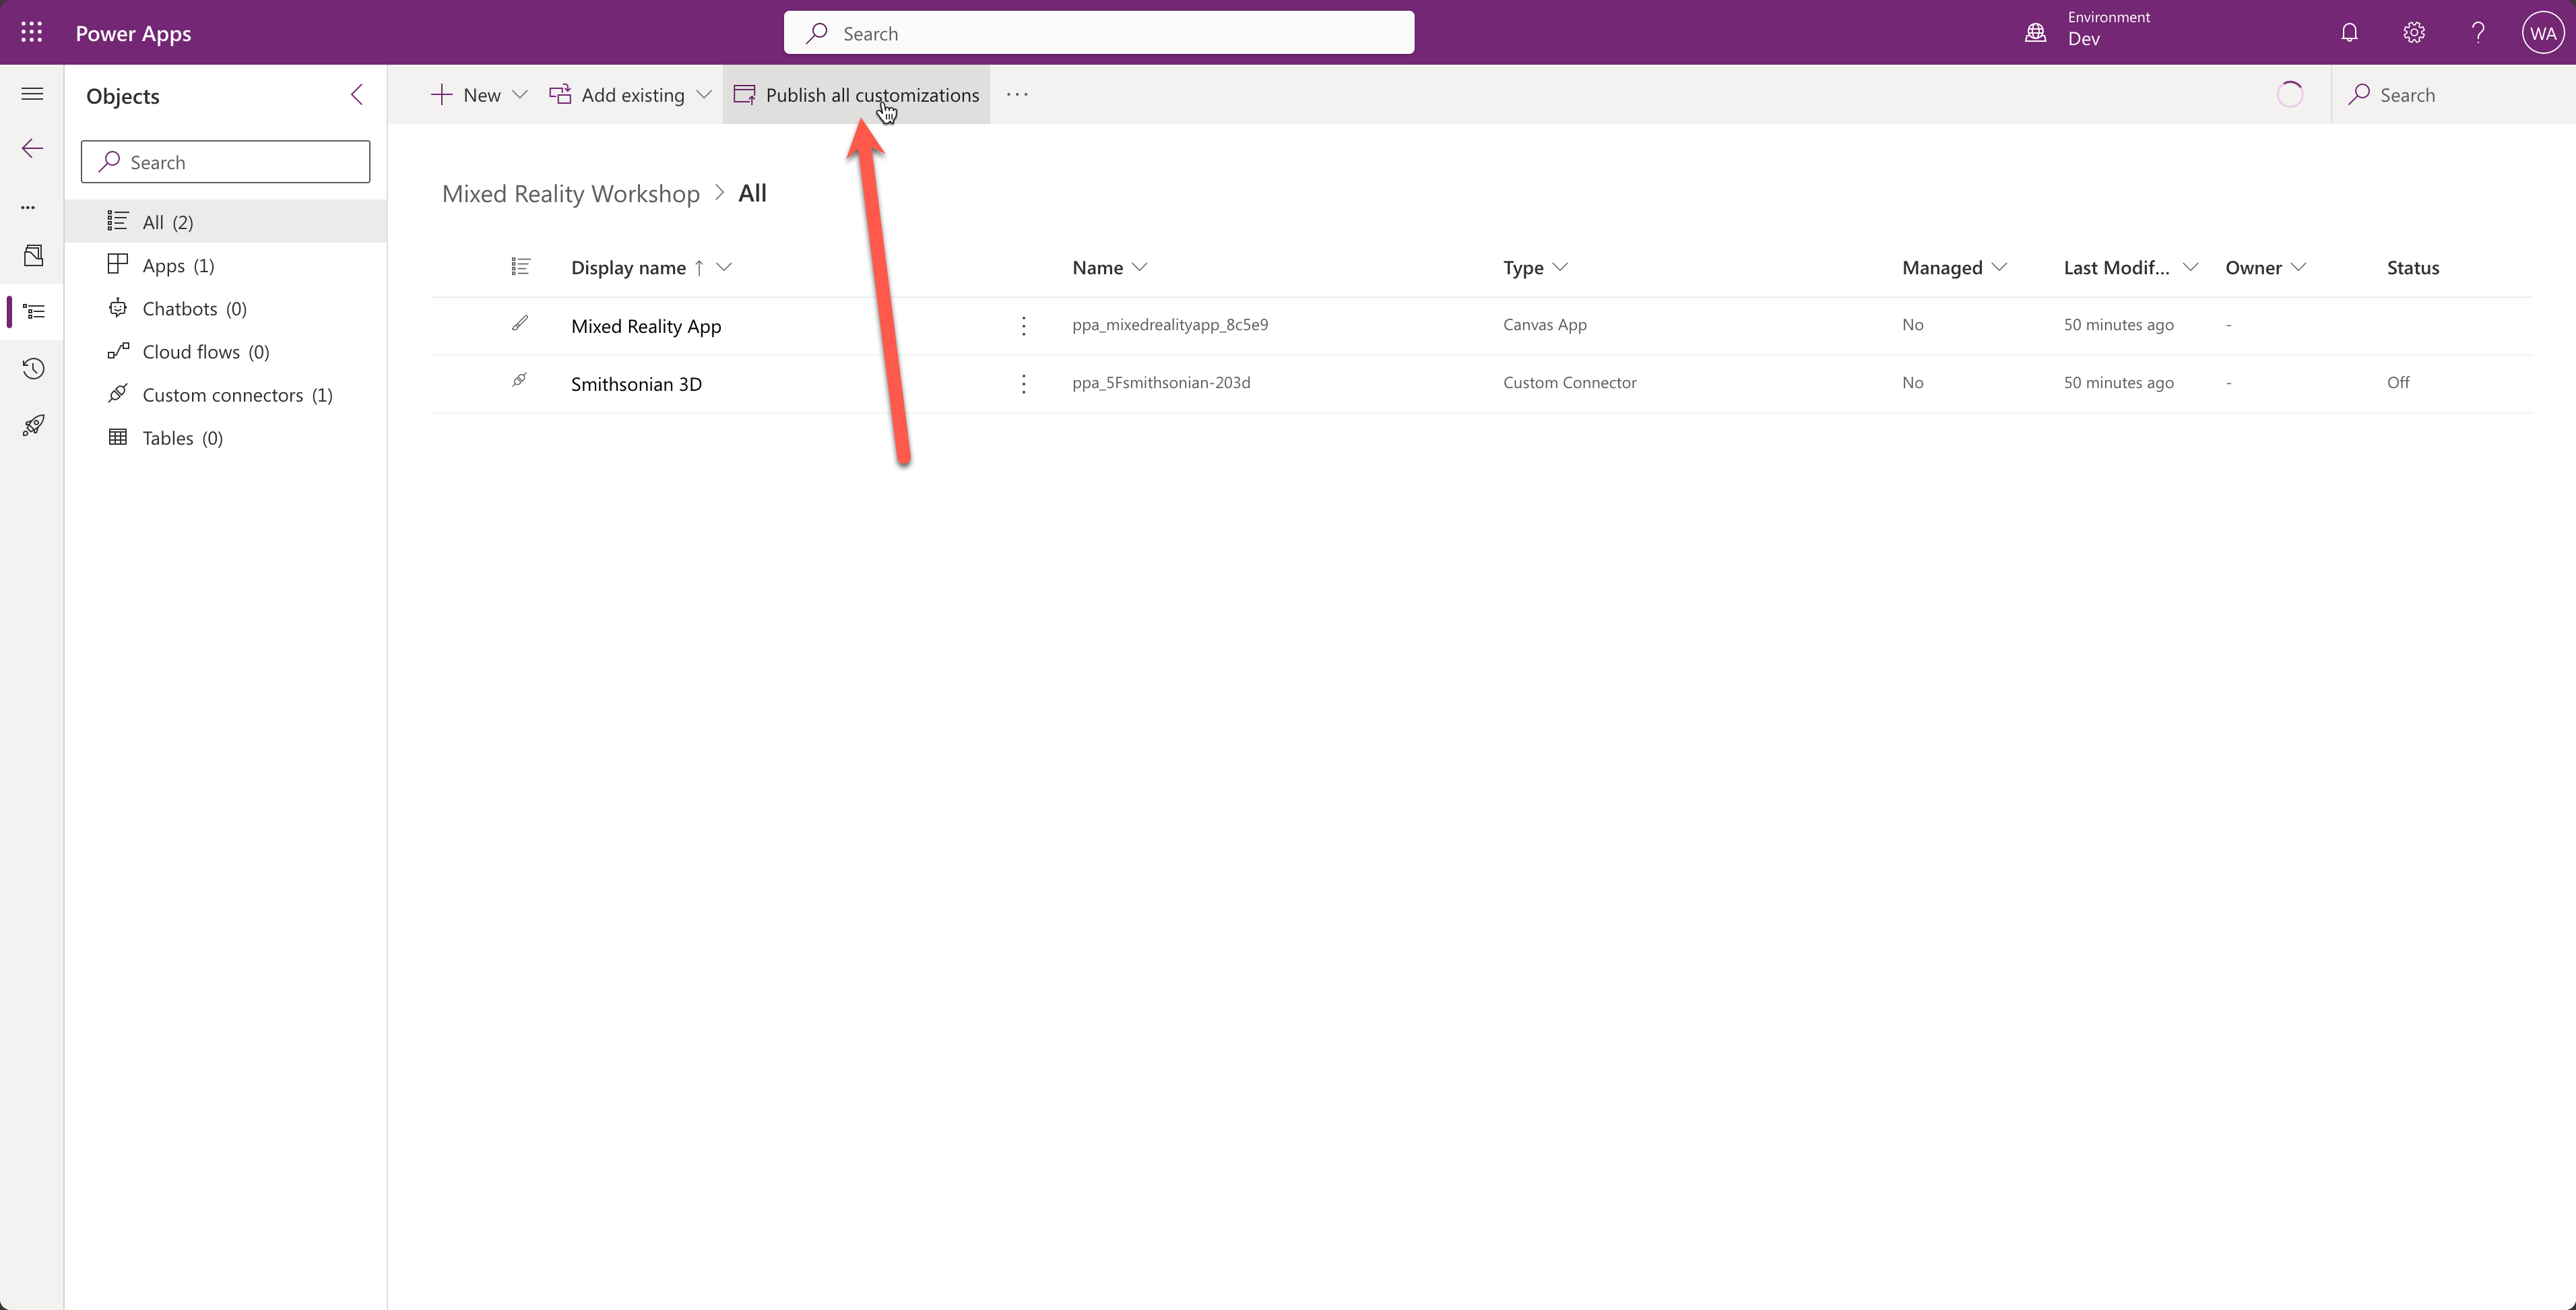 Power Apps
Search
Environment
Dev
WA
Objects
New
Add existing
Publish all customizations
Search
Search
Mixed Reality Workshop > All
All (2)
Apps (1)
Chatbots (0)
Cloud flows (0)
Custom connectors (1)
Tables (0)
Display name ↑ Name Type Managed Last Modif... Owner Status
Mixed Reality App ppa_mixedrealityapp_8c5e9 Canvas App No 50 minutes ago -
Smithsonian 3D ppa_5Fsmithsonian-203d Custom Connector No 50 minutes ago - Off